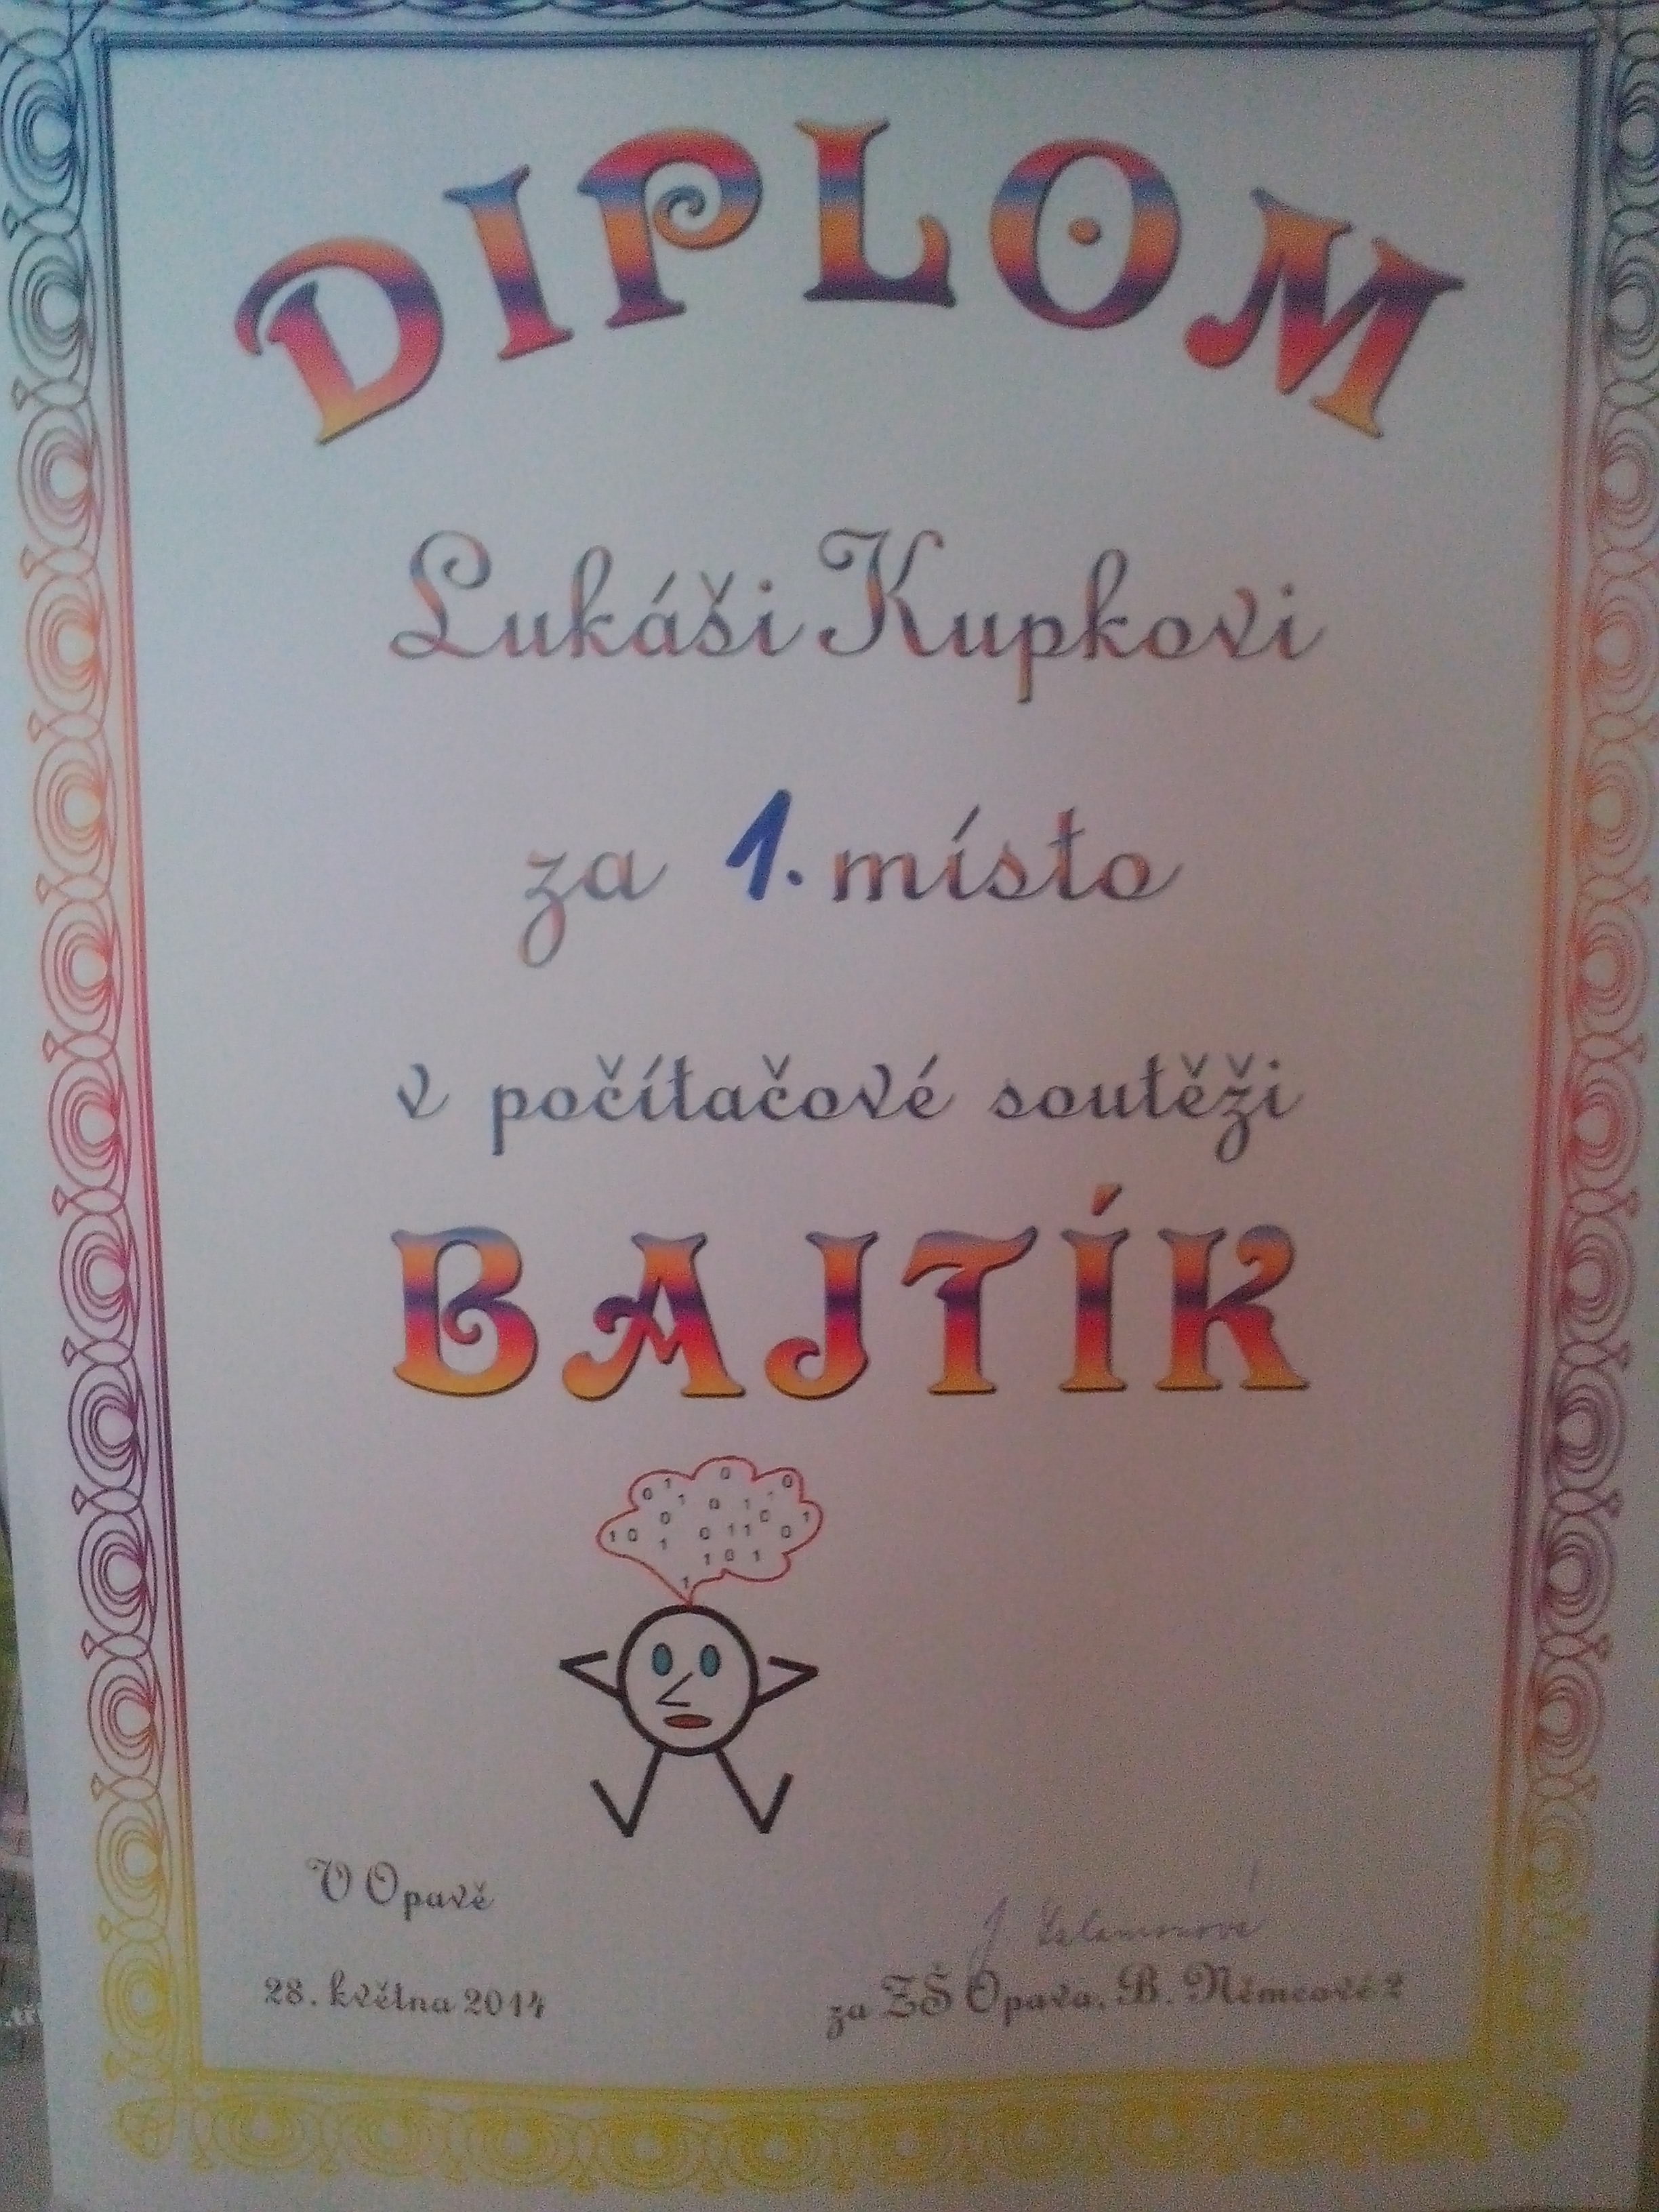 DIPLOM
Lukáši Kupkovi
za 1. místo
v počítačové soutěži
BAJTÍK
V Opavě
28. května 2014
za ZŠ Opava, B. Němcové 2